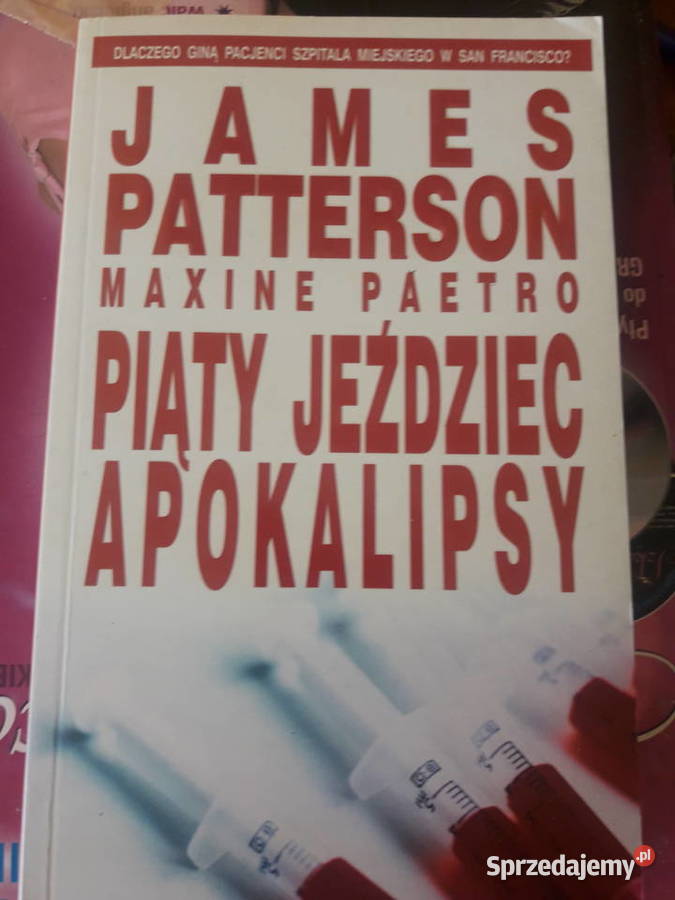 DLACZEGO GINĄ PACJENCI SZPITALA MIEJSKIEGO W SAN FRANCISCO?
JAMES
PATTERSON
MAXINE PAETRO
PIĄTY JEŹDZIEC
APOKALIPSY
Sprzedajemy.pl